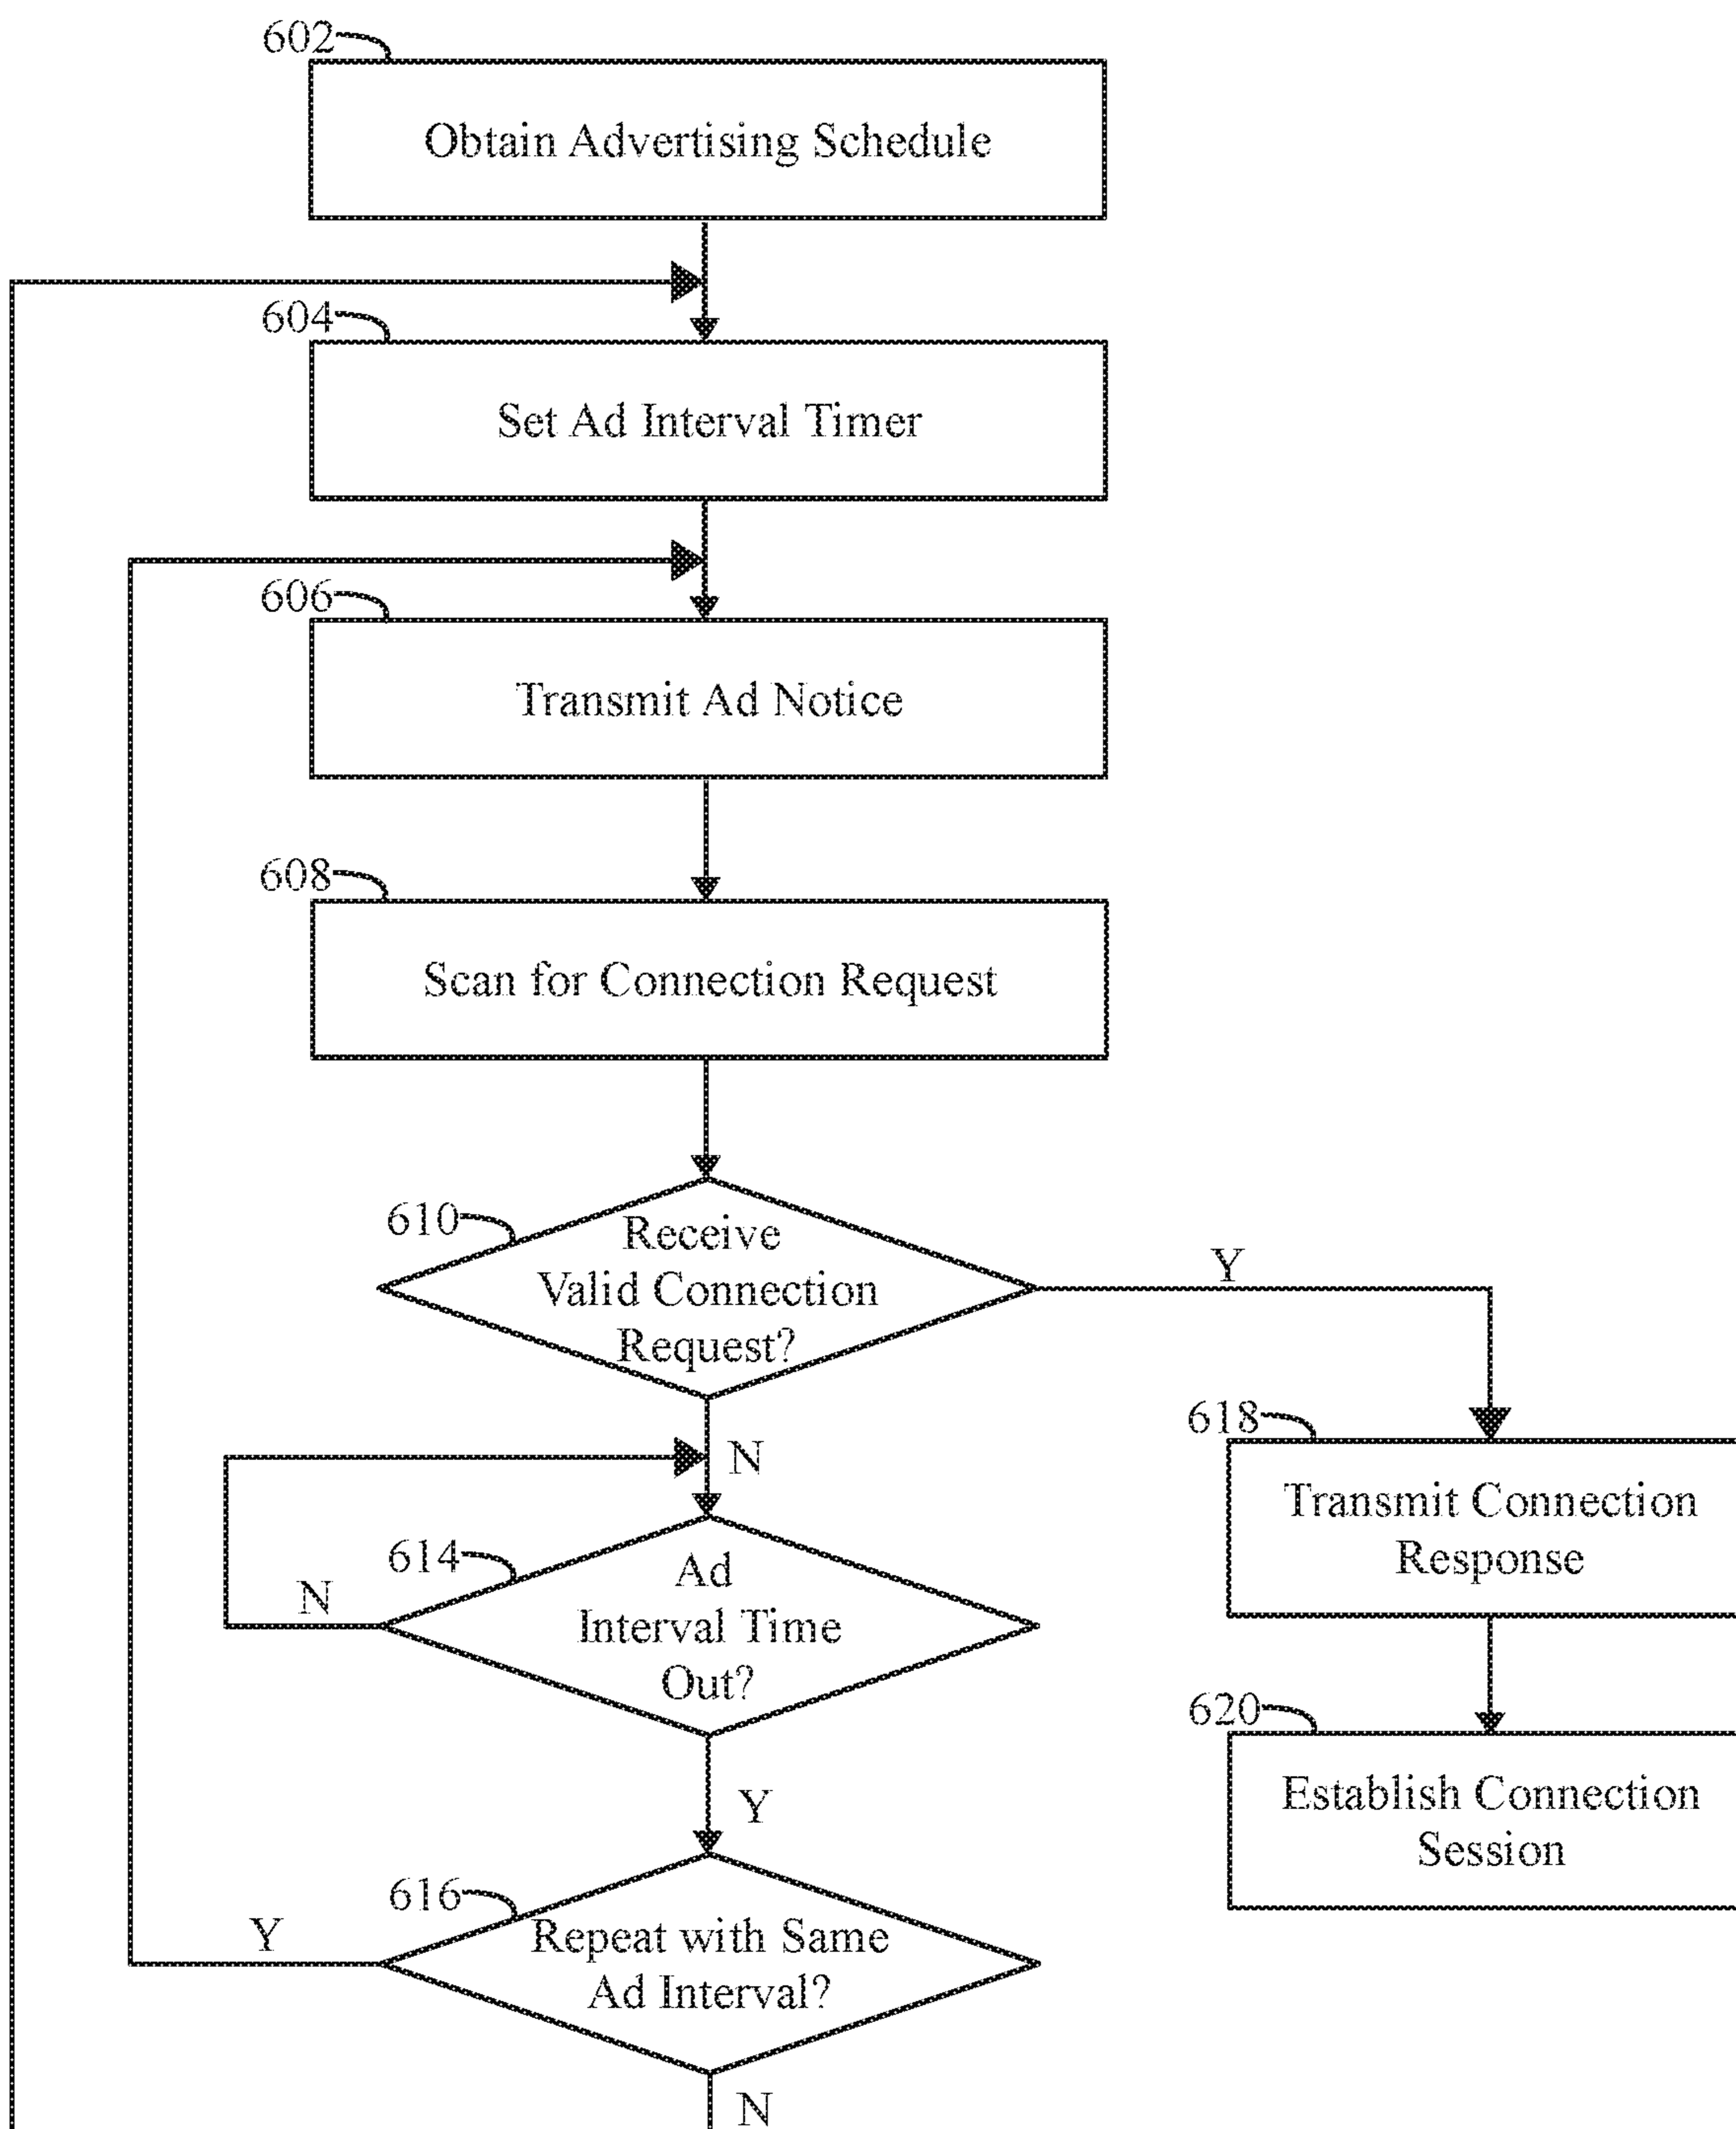 602
Obtain Advertising Schedule
604
Set Ad Interval Timer
606
Transmit Ad Notice
608
Scan for Connection Request
610
Receive
Valid Connection
Request?
Y
N
614
Ad
Interval Time
Out?
N
Y
616
Repeat with Same
Ad Interval?
Y
N
618
Transmit Connection
Response
620
Establish Connection
Session